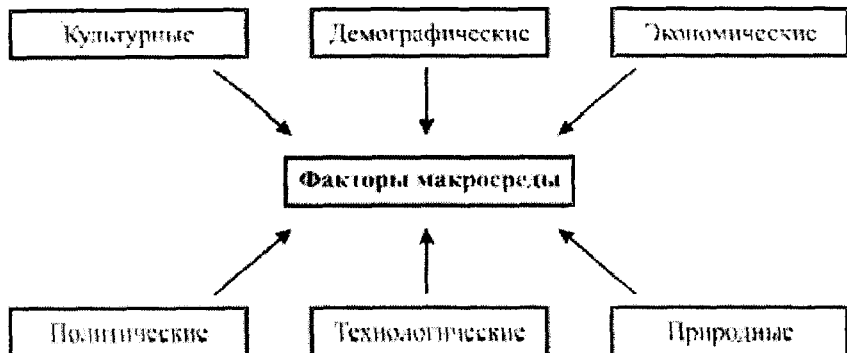 Культурные
Демографические
Экономические
Факторы макросреды
Политические
Технологические
Природные